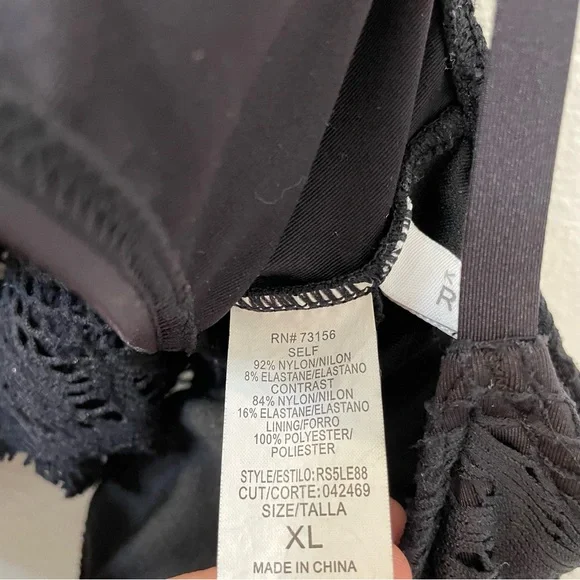 RN# 73156
SELF
92% NYLON/NILON
8% ELASTANE/ELASTANO
CONTRAST
84% NYLON/NILON
16% ELASTANE/ELASTANO
LINING/FORRO
100% POLYESTER/
POLIESTER
STYLE/ESTILO: RS5LE88
CUT/CORTE: 042469
SIZE/TALLA
XL
MADE IN CHINA